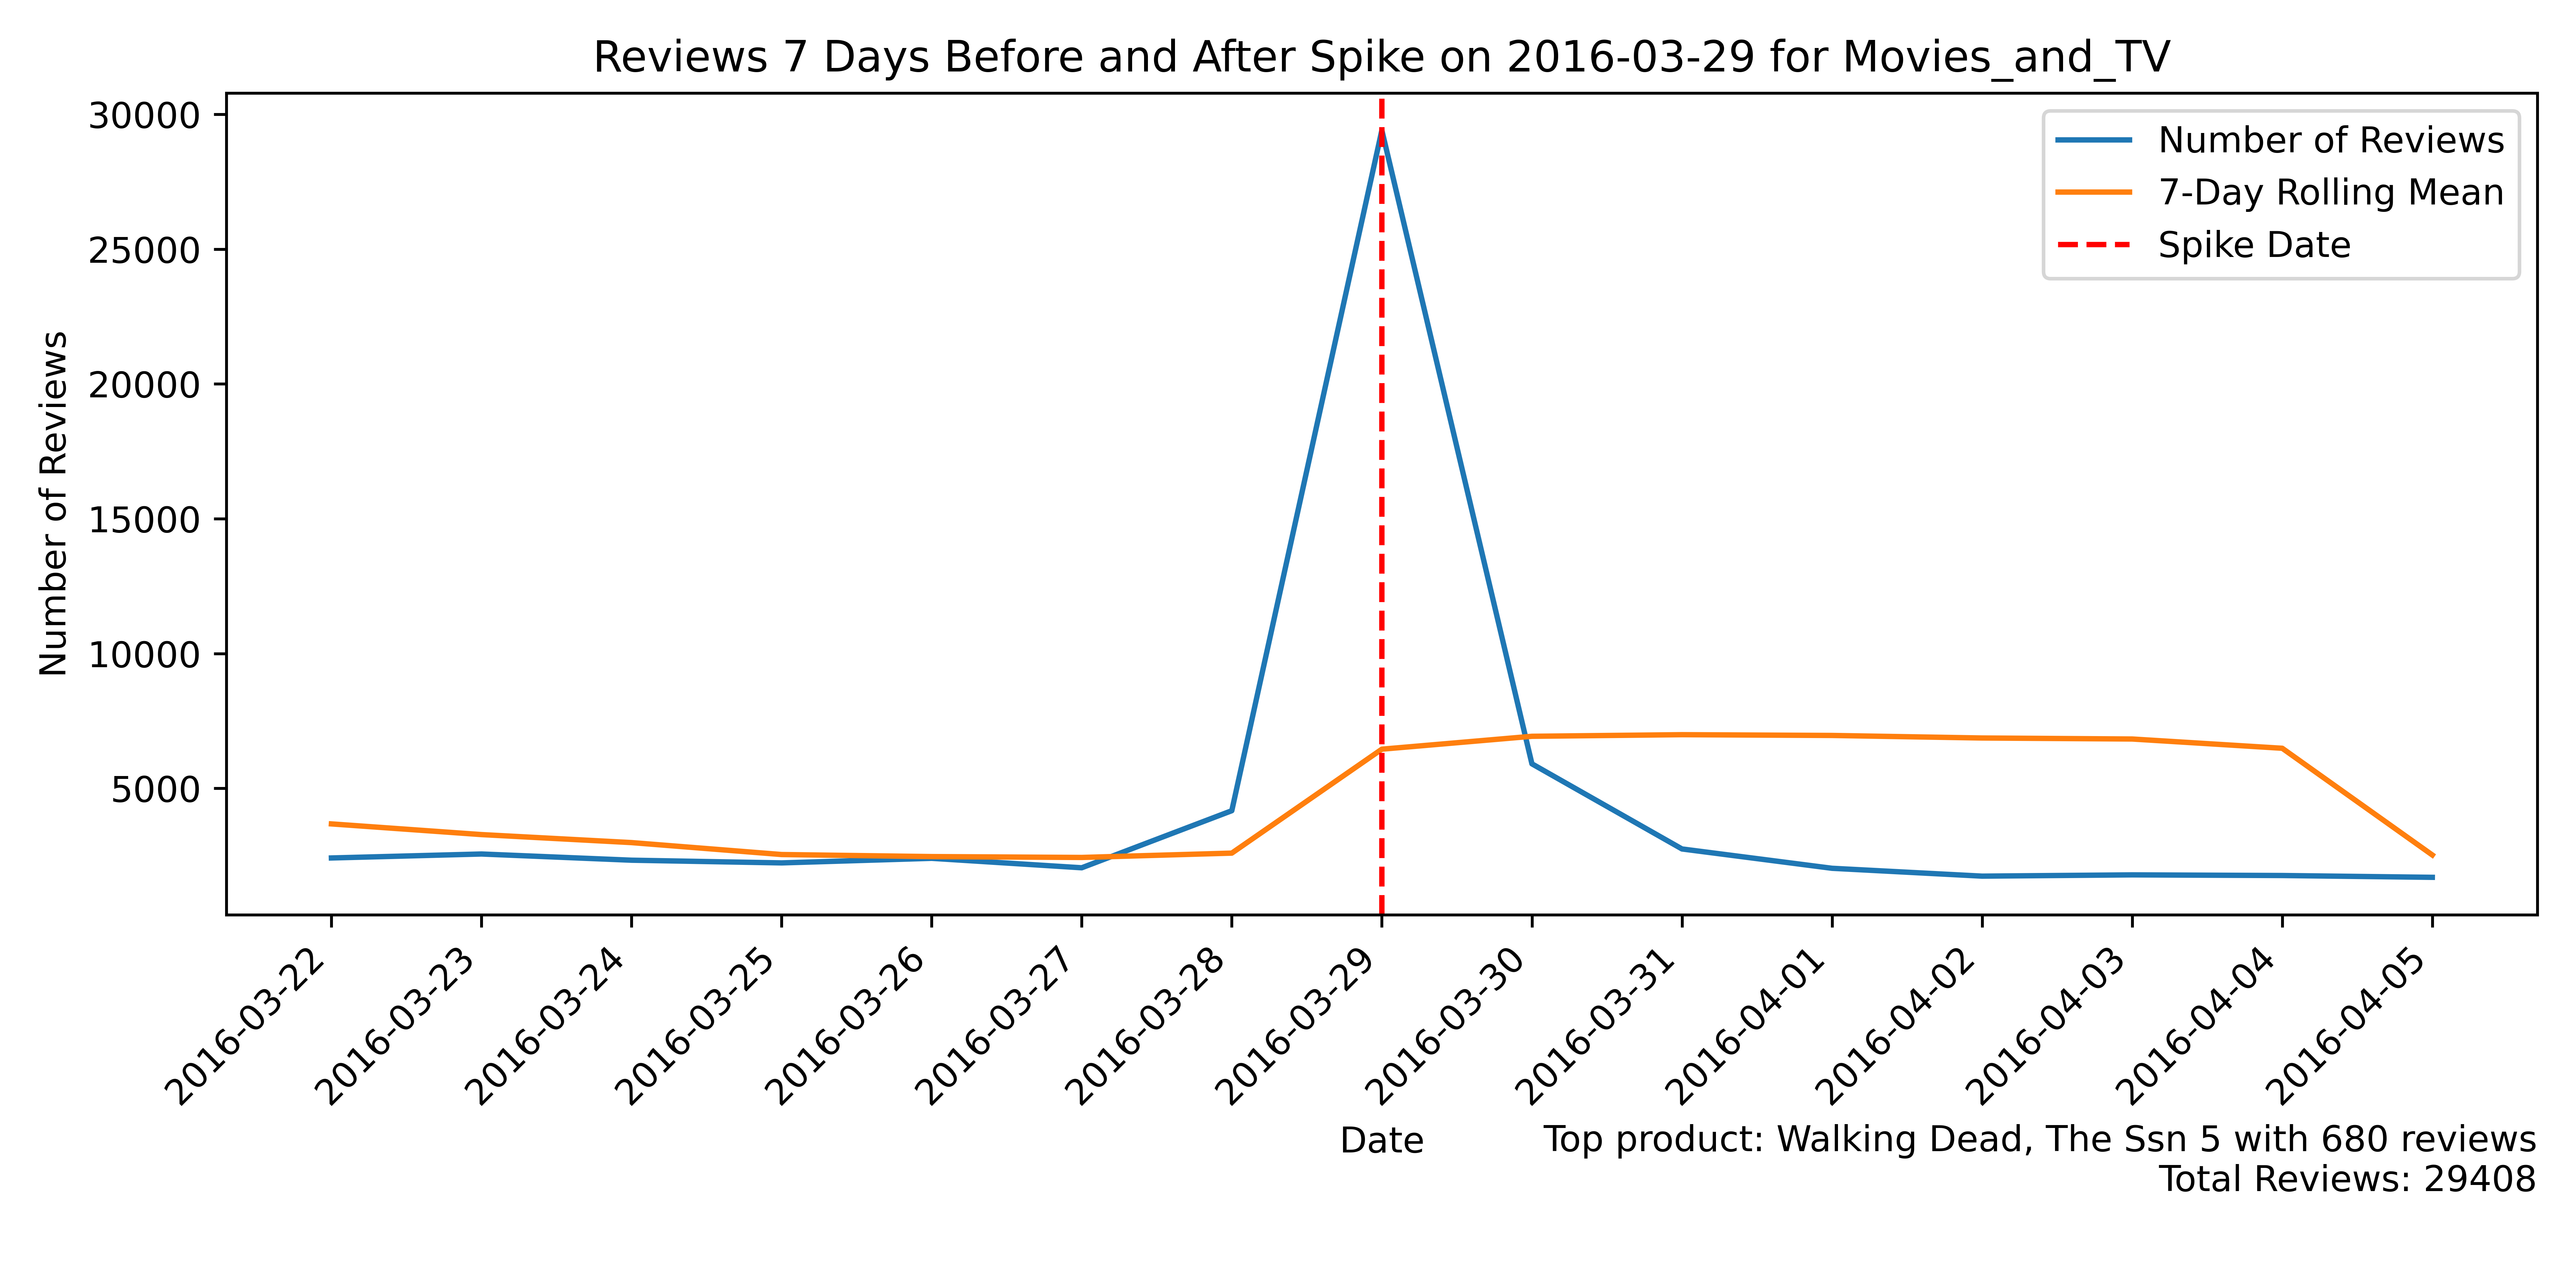 Reviews 7 Days Before and After Spike on 2016-03-29 for Movies_and_TV
Number of Reviews
7-Day Rolling Mean
Spike Date
Number of Reviews
30000
25000
20000
15000
10000
5000
2016-03-22
2016-03-23
2016-03-24
2016-03-25
2016-03-26
2016-03-27
2016-03-28
2016-03-29
2016-03-30
2016-03-31
2016-04-01
2016-04-02
2016-04-03
2016-04-04
2016-04-05
Date
Top product: Walking Dead, The Ssn 5 with 680 reviews
Total Reviews: 29408